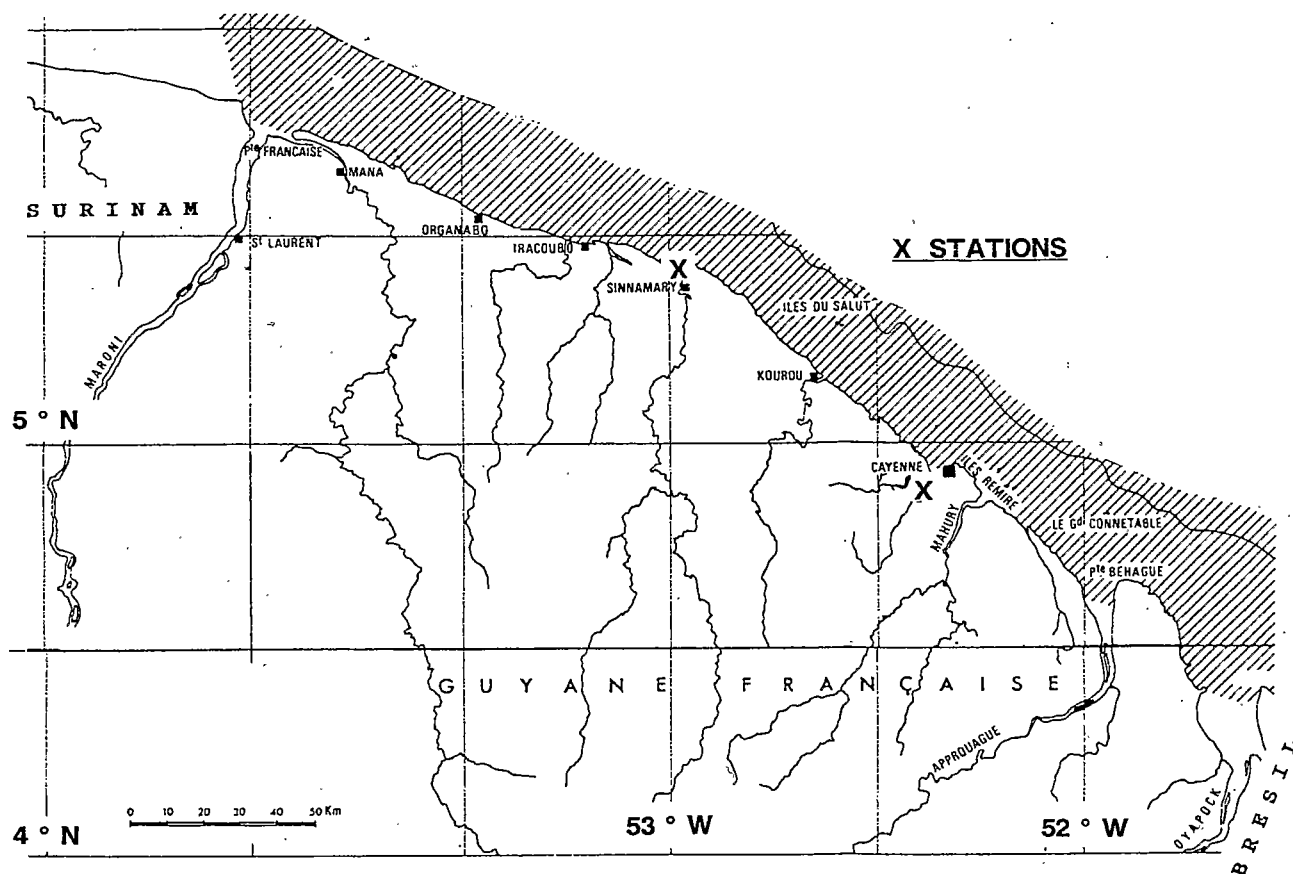 Pte FRANCAISE
MANA
SURINAM
St LAURENT
ORGANABO
IRACOUBO
X STATIONS
X
SINNAMARY
ILES DU SALUT
MARONI
KOUROU
5 ° N
CAYENNE
X
ILES REMIRE
MAHURY
LE Gd CONNETABLE
Pte BEHAGUE
GUYANE FRANÇAISE
APPROUAGUE
0 10 20 30 40 50 Km
4 ° N
53 ° W
52 ° W
OYAPOCK
BRESIL